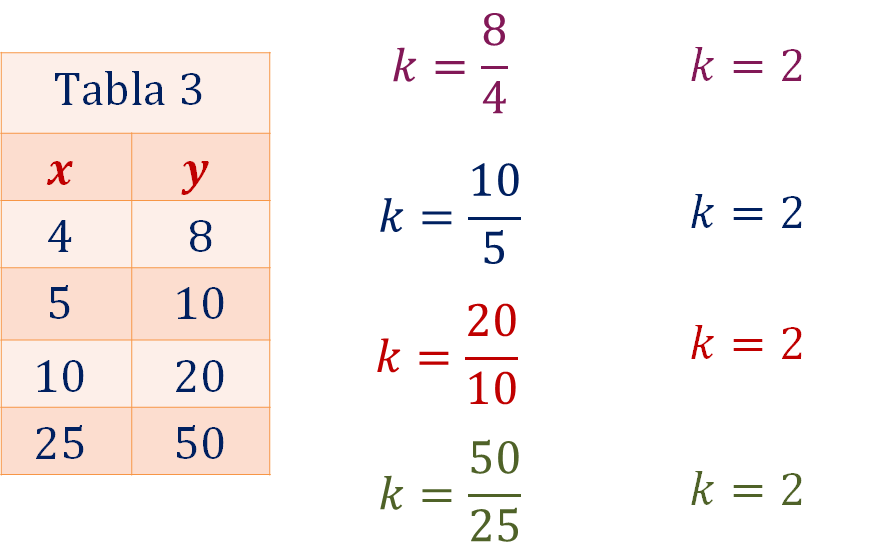 Tabla 3
x y
4 8
5 10
10 20
25 50
k = 8/4 k = 2
k = 10/5 k = 2
k = 20/10 k = 2
k = 50/25 k = 2